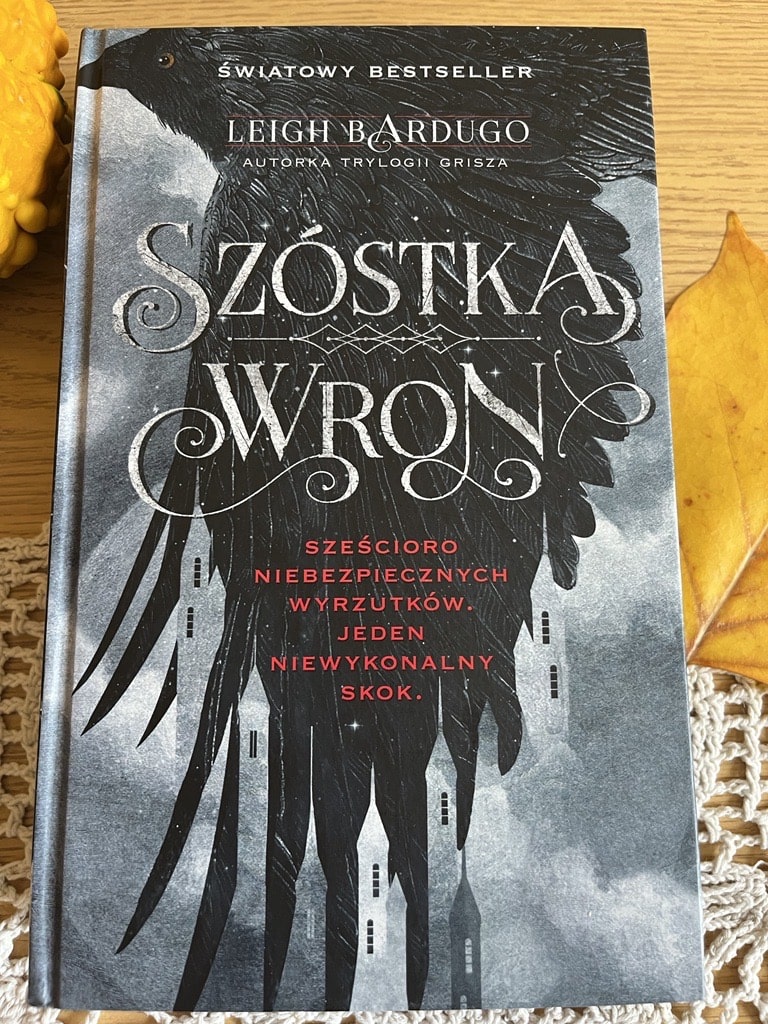 ŚWIATOWY BESTSELLER
LEIGH BARDUGO
AUTORKA TRYLOGII GRISZA
SZÓSTKA
WRON
SZEŚCIORO
NIEBEZPIECZNYCH
WYRZUTKÓW.
JEDEN
NIEWYKONALNY
SKOK.